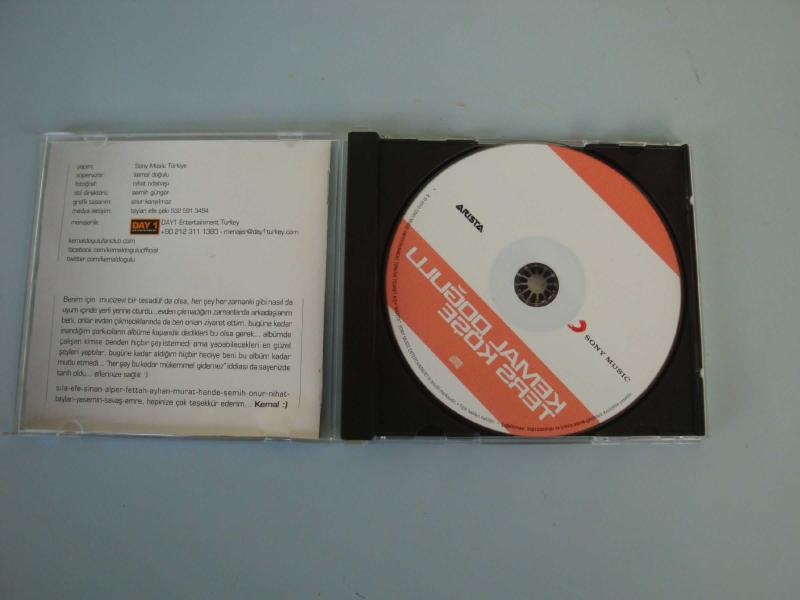 yapım: Sony Music Türkiye
süpervizör: kemal doğulu
fotoğraf: nihat odabaşı
stil direktörü: semih güngör
grafik tasarım: onur karışılmaz
medya iletişim: taylan efe çeki 532 591 3494
menajerlik: DAY 1 DAY1 Entertainment Turkey
+90 212 311 1380 - menajer@day1turkey.com
kemaldogulufanclub.com
facebook.com/kemaldoguluofficial
twitter.com/kemaldogulu
Benim için mucizevi bir tesadüf de olsa, her şey her zamanki gibi nasıl da
uyum içinde yerli yerine oturdu...evden çıkmadığım zamanlarda arkadaşlarım
beni, onlar evden çıkmadıklarında da ben onları ziyaret ettim. bugüne kadar
inandığım şarkıcıların albüme kapandık dedikleri bu olsa gerek... albümde
çalışen kimse benden hiçbir şey istemedi ama yapabilecekleri en güzel
şeyleri yaptılar. bugüne kadar aldığım hiçbir hediye beni bu albüm kadar
mutlu etmedi... "her şey bu kadar mükemmel gidemez" iddiası da sayenizde
tarih oldu... ellerinize sağlık :)
sıla-efe-sinan-alper-fettah-ayhan-murat-hande-semih-onur-nihat-
taylan-yasemin-savaş-emre, hepinize çok teşekkür ederim... Kemal :)
ARISTA
SONY MUSIC
TERS KÖŞE
KEMAL DOĞULU